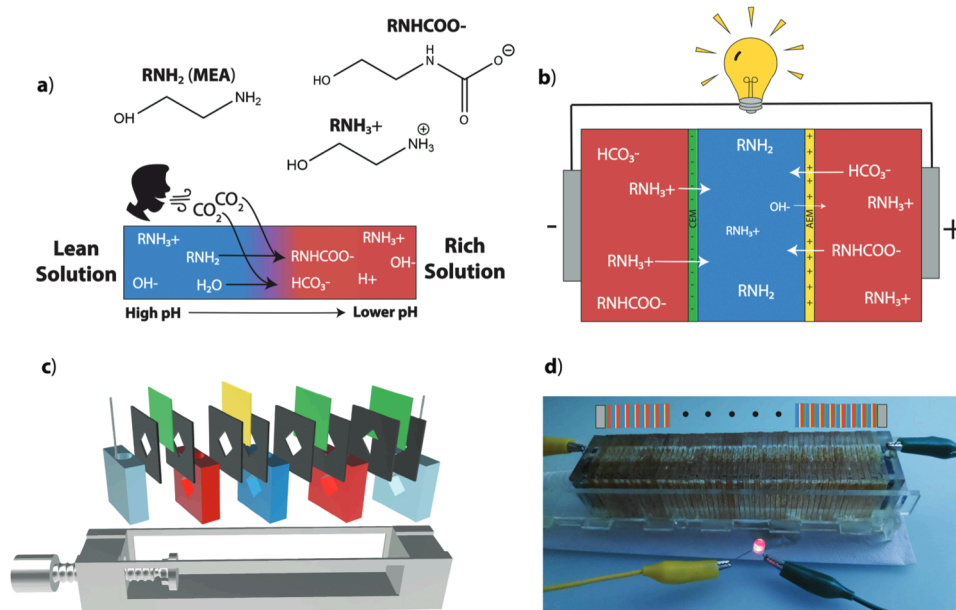 a)
RNH₂ (MEA)
OH
NH₂
RNHCOO-
HO
H
N
O
⊖
O
RNH₃+
HO
⊕
NH₃
CO₂
CO₂
Lean
Solution
RNH₃+
RNH₂
OH-
H₂O
RNHCOO-
HCO₃-
RNH₃+
OH-
H+
Rich
Solution
High pH
Lower pH
b)
-
HCO₃-
RNH₃+
RNH₃+
RNHCOO-
CEM
RNH₂
OH-
RNH₃+
RNH₂
AEM
HCO₃-
RNH₃+
RNHCOO-
RNH₃+
+
c)
d)